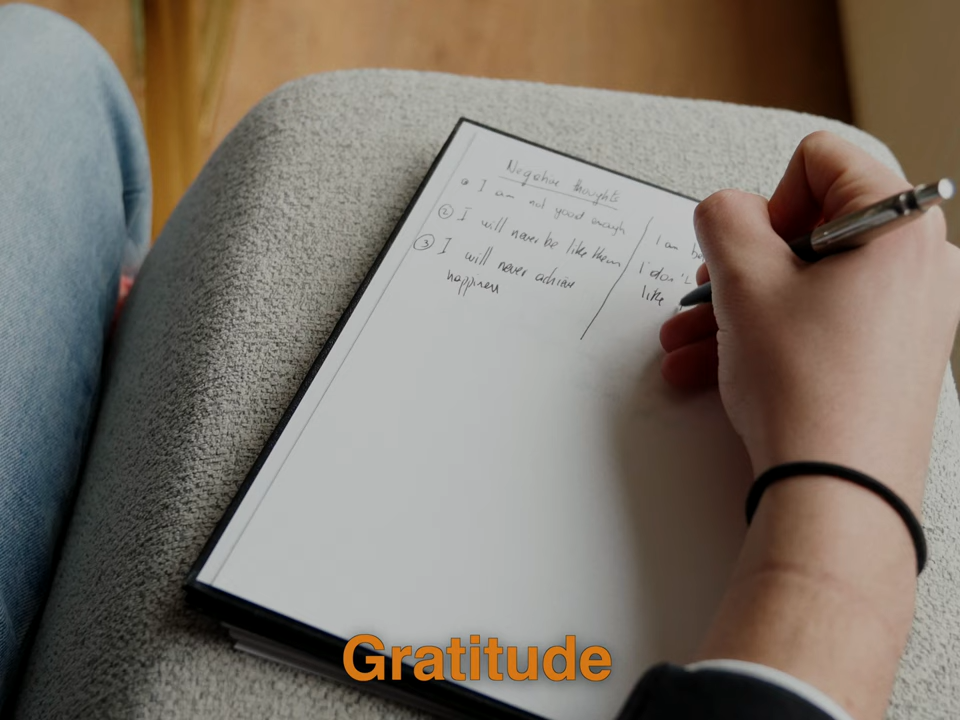 Negative thoughts
I am not good enough
② I will never be like them
③ I will never achieve
happiness
I am
I don't
like
Gratitude